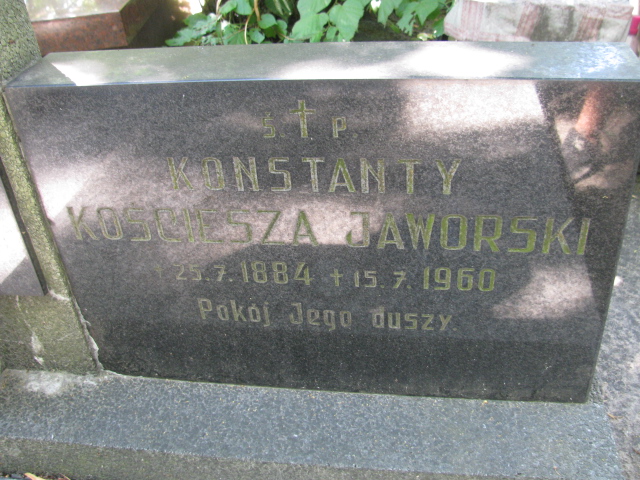 Ś. † P.
KONSTANTY
KOŚCIESZA JAWORSKI
* 25.7.1884 + 15.7.1960
Pokój Jego duszy